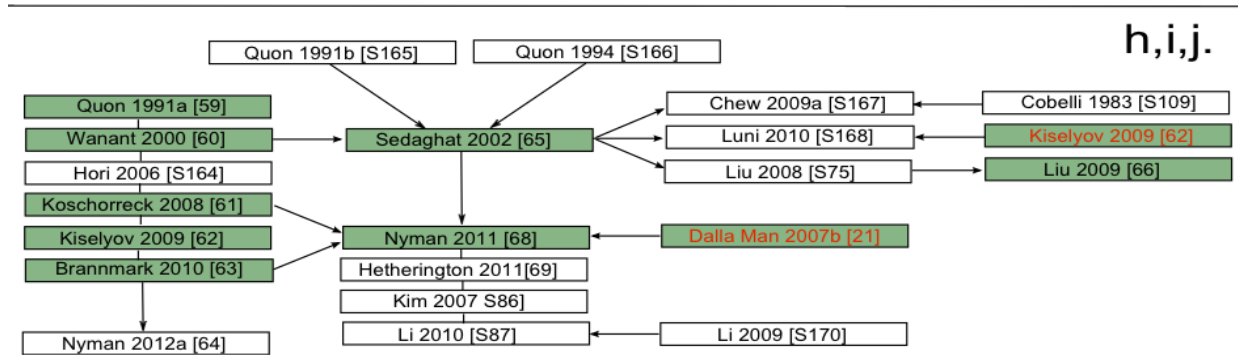 h,i,j.
Quon 1991b [S165]
Quon 1994 [S166]
Quon 1991a [59]
Wanant 2000 [60]
Hori 2006 [S164]
Koschorreck 2008 [61]
Kiselyov 2009 [62]
Brannmark 2010 [63]
Nyman 2012a [64]
Sedaghat 2002 [65]
Nyman 2011 [68]
Hetherington 2011[69]
Kim 2007 S86]
Li 2010 [S87]
Chew 2009a [S167]
Luni 2010 [S168]
Liu 2008 [S75]
Dalla Man 2007b [21]
Li 2009 [S170]
Cobelli 1983 [S109]
Kiselyov 2009 [62]
Liu 2009 [66]